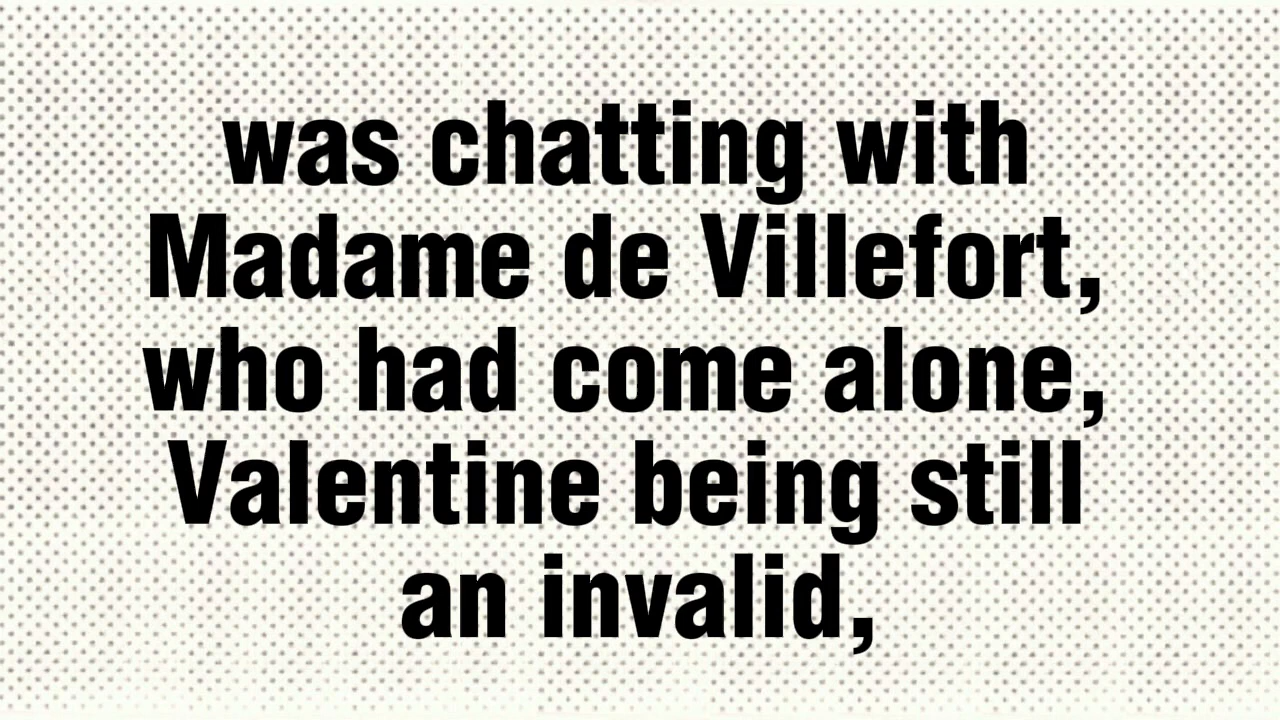 was chatting with
Madame de Villefort,
who had come alone,
Valentine being still
an invalid,